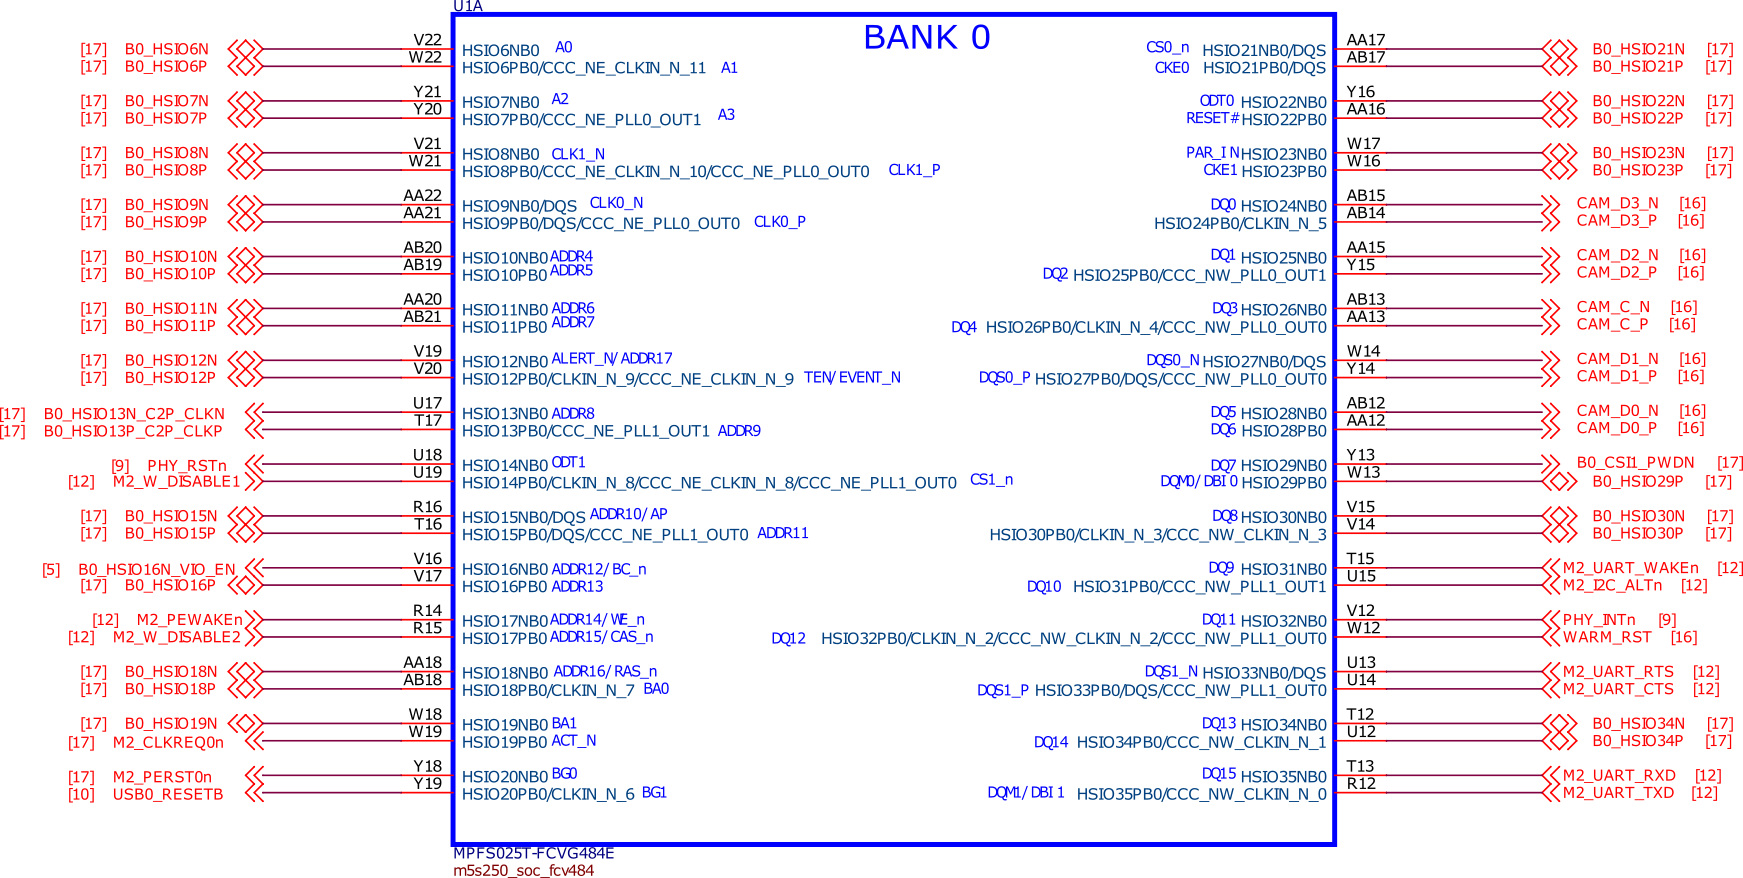 U1A
BANK 0
[17] B0_HSIO6N V22 HSIO6NB0 A0
[17] B0_HSIO6P W22 HSIO6PB0/CCC_NE_CLKIN_N_11 A1
[17] B0_HSIO7N Y21 HSIO7NB0 A2
[17] B0_HSIO7P Y20 HSIO7PB0/CCC_NE_PLL0_OUT1 A3
[17] B0_HSIO8N V21 HSIO8NB0 CLK1_N
[17] B0_HSIO8P W21 HSIO8PB0/CCC_NE_CLKIN_N_10/CCC_NE_PLL0_OUT0 CLK1_P
[17] B0_HSIO9N AA22 HSIO9NB0/DQS CLK0_N
[17] B0_HSIO9P AA21 HSIO9PB0/DQS/CCC_NE_PLL0_OUT0 CLK0_P
[17] B0_HSIO10N AB20 HSIO10NB0 ADDR4
[17] B0_HSIO10P AB19 HSIO10PB0 ADDR5
[17] B0_HSIO11N AA20 HSIO11NB0 ADDR6
[17] B0_HSIO11P AB21 HSIO11PB0 ADDR7
[17] B0_HSIO12N V19 HSIO12NB0 ALERT_N/ADDR17
[17] B0_HSIO12P V20 HSIO12PB0/CLKIN_N_9/CCC_NE_CLKIN_N_9 TEN/EVENT_N
[17] B0_HSIO13N_C2P_CLKN U17 HSIO13NB0 ADDR8
[17] B0_HSIO13P_C2P_CLKP T17 HSIO13PB0/CCC_NE_PLL1_OUT1 ADDR9
[9] PHY_RSTn U18 HSIO14NB0 ODT1
[12] M2_W_DISABLE1 U19 HSIO14PB0/CLKIN_N_8/CCC_NE_CLKIN_N_8/CCC_NE_PLL1_OUT0 CS1_n
[17] B0_HSIO15N R16 HSIO15NB0/DQS ADDR10/AP
[17] B0_HSIO15P T16 HSIO15PB0/DQS/CCC_NE_PLL1_OUT0 ADDR11
[5] B0_HSIO16N_VIO_EN V16 HSIO16NB0 ADDR12/BC_n
[17] B0_HSIO16P V17 HSIO16PB0 ADDR13
[12] M2_PEWAKEn R14 HSIO17NB0 ADDR14/WE_n
[12] M2_W_DISABLE2 R15 HSIO17PB0 ADDR15/CAS_n
[17] B0_HSIO18N AA18 HSIO18NB0 ADDR16/RAS_n
[17] B0_HSIO18P AB18 HSIO18PB0/CLKIN_N_7 BA0
[17] B0_HSIO19N W18 HSIO19NB0 BA1
[17] M2_CLKREQ0n W19 HSIO19PB0 ACT_N
[17] M2_PERST0n Y18 HSIO20NB0 BG0
[10] USB0_RESETB Y19 HSIO20PB0/CLKIN_N_6 BG1
CS0_n HSIO21NB0/DQS AA17 B0_HSIO21N [17]
CKE0 HSIO21PB0/DQS AB17 B0_HSIO21P [17]
ODT0 HSIO22NB0 Y16 B0_HSIO22N [17]
RESET# HSIO22PB0 AA16 B0_HSIO22P [17]
PAR_IN HSIO23NB0 W17 B0_HSIO23N [17]
CKE1 HSIO23PB0 W16 B0_HSIO23P [17]
DQ0 HSIO24NB0 AB15 CAM_D3_N [16]
HSIO24PB0/CLKIN_N_5 AB14 CAM_D3_P [16]
DQ1 HSIO25NB0 AA15 CAM_D2_N [16]
DQ2 HSIO25PB0/CCC_NW_PLL0_OUT1 Y15 CAM_D2_P [16]
DQ3 HSIO26NB0 AB13 CAM_C_N [16]
DQ4 HSIO26PB0/CLKIN_N_4/CCC_NW_PLL0_OUT0 AA13 CAM_C_P [16]
DQS0_N HSIO27NB0/DQS W14 CAM_D1_N [16]
DQS0_P HSIO27PB0/DQS/CCC_NW_PLL0_OUT0 Y14 CAM_D1_P [16]
DQ5 HSIO28NB0 AB12 CAM_D0_N [16]
DQ6 HSIO28PB0 AA12 CAM_D0_P [16]
DQ7 HSIO29NB0 Y13 B0_CSI1_PWDN [17]
DQM0/DBI0 HSIO29PB0 W13 B0_HSIO29P [17]
DQ8 HSIO30NB0 V15 B0_HSIO30N [17]
HSIO30PB0/CLKIN_N_3/CCC_NW_CLKIN_N_3 V14 B0_HSIO30P [17]
DQ9 HSIO31NB0 T15 M2_UART_WAKEn [12]
DQ10 HSIO31PB0/CCC_NW_PLL1_OUT1 U15 M2_I2C_ALTn [12]
DQ11 HSIO32NB0 V12 PHY_INTn [9]
DQ12 HSIO32PB0/CLKIN_N_2/CCC_NW_CLKIN_N_2/CCC_NW_PLL1_OUT0 W12 WARM_RST [16]
DQS1_N HSIO33NB0/DQS U13 M2_UART_RTS [12]
DQS1_P HSIO33PB0/DQS/CCC_NW_PLL1_OUT0 U14 M2_UART_CTS [12]
DQ13 HSIO34NB0 T12 B0_HSIO34N [17]
DQ14 HSIO34PB0/CCC_NW_CLKIN_N_1 U12 B0_HSIO34P [17]
DQ15 HSIO35NB0 T13 M2_UART_RXD [12]
DQM1/DBI1 HSIO35PB0/CCC_NW_CLKIN_N_0 R12 M2_UART_TXD [12]
MPFS025T-FCVG484E
m5s250_soc_fcv484